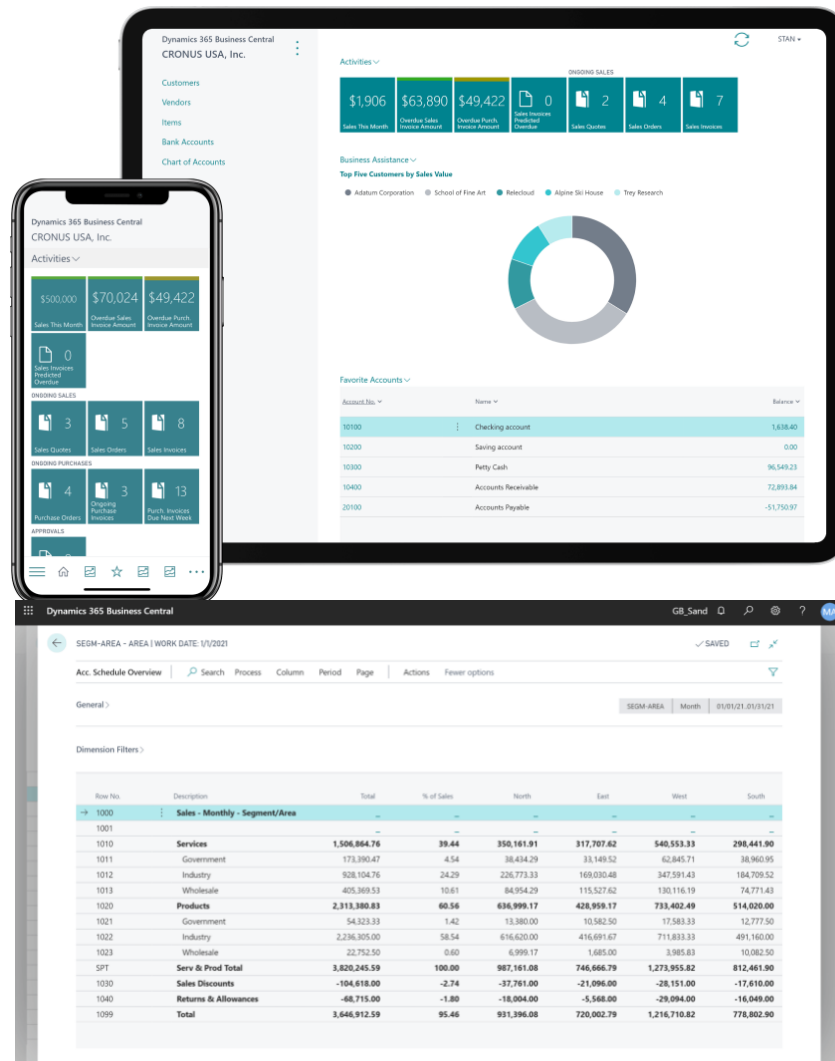 Dynamics 365 Business Central
CRONUS USA, Inc.
STAN
Customers
Vendors
Items
Bank Accounts
Chart of Accounts
Activities
ONGOING SALES
$1,906 $63,890 $49,422 0 2 4 7
Sales This Month
Overdue Sales
Invoice Amount
Overdue Purch.
Invoice Amount
Sales Invoices
Predicted
Overdue
Sales Quotes
Sales Orders
Sales Invoices
Business Assistance
Top Five Customers by Sales Value
Adatum Corporation School of Fine Art Relecloud Alpine Ski House Trey Research
Favorite Accounts
Account No. Name Balance
10100 Checking account 1,638.40
10200 Saving account 0.00
10300 Petty Cash 96,549.23
10400 Accounts Receivable 72,893.84
20100 Accounts Payable -51,750.97
Dynamics 365 Business Central
CRONUS USA, Inc.
Activities
$500,000 $70,024 $49,422
Sales This Month
Overdue Sales
Invoice Amount
Overdue Purch.
Invoice Amount
0
Sales Invoices
Predicted
Overdue
ONGOING SALES
3 5 8
Sales Quotes Sales Orders Sales Invoices
ONGOING PURCHASES
4 3 13
Purchase Orders
Ongoing
Purchase
Invoices
Purch. Invoices
Due Next Week
APPROVALS
Dynamics 365 Business Central GB_Sand ? MA
SEGM-AREA - AREA | WORK DATE: 1/1/2021 SAVED
Acc. Schedule Overview Search Process Column Period Page Actions Fewer options
General SEGM-AREA Month 01/01/21..01/31/21
Dimension Filters
Row No. Description Total % of Sales North East West South
1000 Sales - Monthly - Segment/Area _ _ _ _ _ _
1001 _ _ _ _ _ _
1010 Services 1,506,864.76 39.44 350,161.91 317,707.62 540,553.33 298,441.90
1011 Government 173,390.47 4.54 38,434.29 33,149.52 62,845.71 38,960.95
1012 Industry 928,104.76 24.29 226,773.33 169,030.48 347,591.43 184,709.52
1013 Wholesale 405,369.53 10.61 84,954.29 115,527.62 130,116.19 74,771.43
1020 Products 2,313,380.83 60.56 636,999.17 428,959.17 733,402.49 514,020.00
1021 Government 54,323.33 1.42 13,380.00 10,582.50 17,583.33 12,777.50
1022 Industry 2,236,305.00 58.54 616,620.00 416,691.67 711,833.33 491,160.00
1023 Wholesale 22,752.50 0.60 6,999.17 1,685.00 3,985.83 10,082.50
SPT Serv & Prod Total 3,820,245.59 100.00 987,161.08 746,666.79 1,273,955.82 812,461.90
1030 Sales Discounts -104,618.00 -2.74 -37,761.00 -21,096.00 -28,151.00 -17,610.00
1040 Returns & Allowances -68,715.00 -1.80 -18,004.00 -5,568.00 -29,094.00 -16,049.00
1099 Total 3,646,912.59 95.46 931,396.08 720,002.79 1,216,710.82 778,802.90